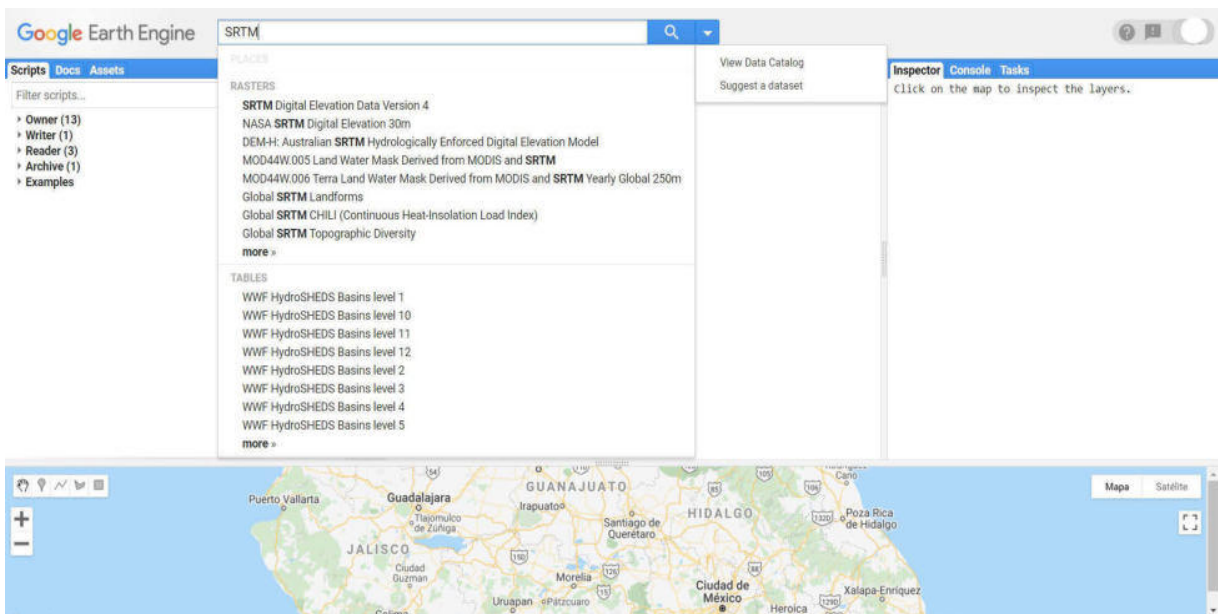 Google Earth Engine
SRTM
View Data Catalog
Suggest a dataset
Scripts Docs Assets
Filter scripts...
Owner (13)
Writer (1)
Reader (3)
Archive (1)
Examples
PLACES
RASTERS
SRTM Digital Elevation Data Version 4
NASA SRTM Digital Elevation 30m
DEM-H: Australian SRTM Hydrologically Enforced Digital Elevation Model
MOD44W.005 Land Water Mask Derived from MODIS and SRTM
MOD44W.006 Terra Land Water Mask Derived from MODIS and SRTM Yearly Global 250m
Global SRTM Landforms
Global SRTM CHILI (Continuous Heat-Insolation Load Index)
Global SRTM Topographic Diversity
more »
TABLES
WWF HydroSHEDS Basins level 1
WWF HydroSHEDS Basins level 10
WWF HydroSHEDS Basins level 11
WWF HydroSHEDS Basins level 12
WWF HydroSHEDS Basins level 2
WWF HydroSHEDS Basins level 3
WWF HydroSHEDS Basins level 4
WWF HydroSHEDS Basins level 5
more »
Inspector Console Tasks
Click on the map to inspect the layers.
Mapa Satélite
Puerto Vallarta
Guadalajara
Tlajomulco
de Zúñiga
JALISCO
Ciudad
Guzman
GUANAJUATO
Irapuato
Santiago de
Querétaro
HIDALGO
Cano
Poza Rica
de Hidalgo
Morelia
Uruapan
Pátzcuaro
Ciudad de
México
Xalapa-Enríquez
Heroica